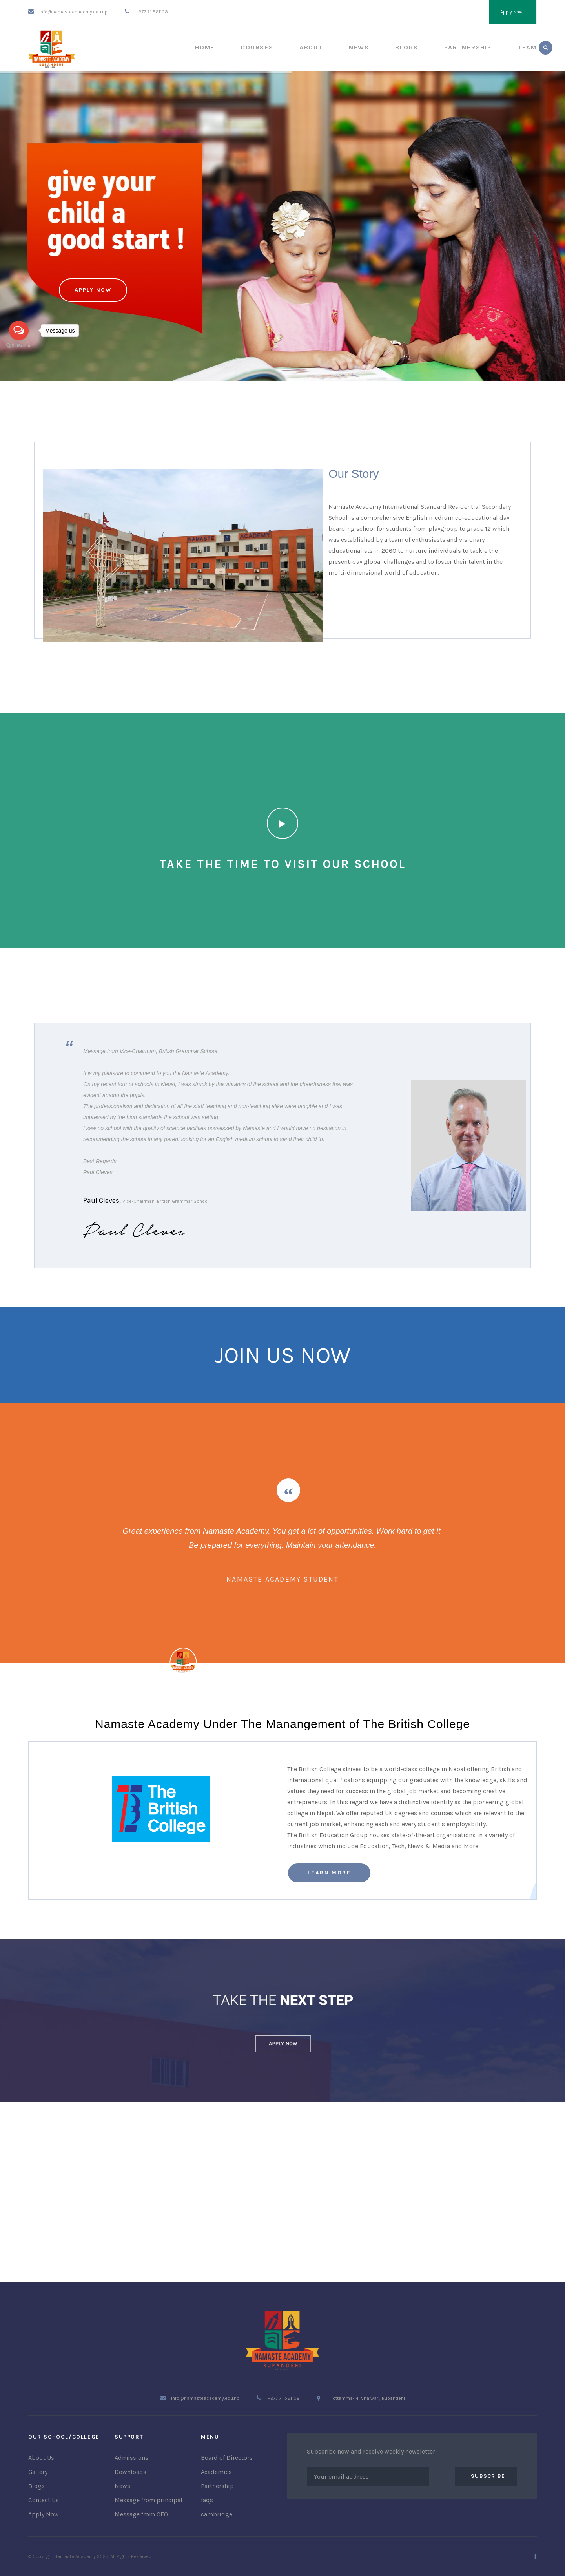 info@namasteacademy.edu.np
Apply Now
NAMASTE ACADEMY
RUPANDEHI
HOME
COURSES
ABOUT
NEWS
BLOGS
PARTNERSHIP
TEAM
give your
child a
good start !
APPLY NOW
Message us
Our Story
Namaste Academy International Standard Residential Secondary
School is a comprehensive English medium co-educational day
boarding school for students from playgroup to grade 12 which
was established by a team of enthusiasts and visionary
educationalists in 2060 to nurture individuals to tackle the
present-day global challenges and to foster their talent in the
multi-dimensional world of education.
NAMASTE ACADEMY
TAKE THE TIME TO VISIT OUR SCHOOL
“
Message from Vice-Chairman, British Grammar School
It is my pleasure to commend to you the Namaste Academy.
On my recent tour of schools in Nepal, I was struck by the vibrancy of the school and the cheerfulness that was
evident among the pupils.
The professionalism and dedication of all the staff teaching and non-teaching alike were tangible and I was
impressed by the high standards the school was setting.
I saw no school with the quality of science facilities possessed by Namaste and I would have no hesitation in
recommending the school to any parent looking for an English medium school to send their child to.
Best Regards,
Paul Cleves
Paul Cleves, Vice-Chairman, British Grammar School
Paul Cleves
JOIN US NOW
“
Great experience from Namaste Academy. You get a lot of opportunities. Work hard to get it.
Be prepared for everything. Maintain your attendance.
NAMASTE ACADEMY STUDENT
Namaste Academy Under The Manangement of The British College
The
British
College
The British College strives to be a world-class college in Nepal offering British and
international qualifications equipping our graduates with the knowledge, skills and
values they need for success in the global job market and becoming creative
entrepreneurs. In this regard we have a distinctive identity as the pioneering global
college in Nepal. We offer reputed UK degrees and courses which are relevant to the
current job market, enhancing each and every student's employability.
The British Education Group houses state-of-the-art organisations in a variety of
industries which include Education, Tech, News & Media and More.
LEARN MORE
TAKE THE NEXT STEP
APPLY NOW
NAMASTE ACADEMY
RUPANDEHI
info@namasteacademy.edu.np
OUR SCHOOL/COLLEGE
About Us
Gallery
Blogs
Contact Us
Apply Now
SUPPORT
Admissions
Downloads
News
Message from principal
Message from CEO
MENU
Board of Directors
Academics
Partnership
faqs
cambridge
Subscribe now and receive weekly newsletter!
Your email address
SUBSCRIBE